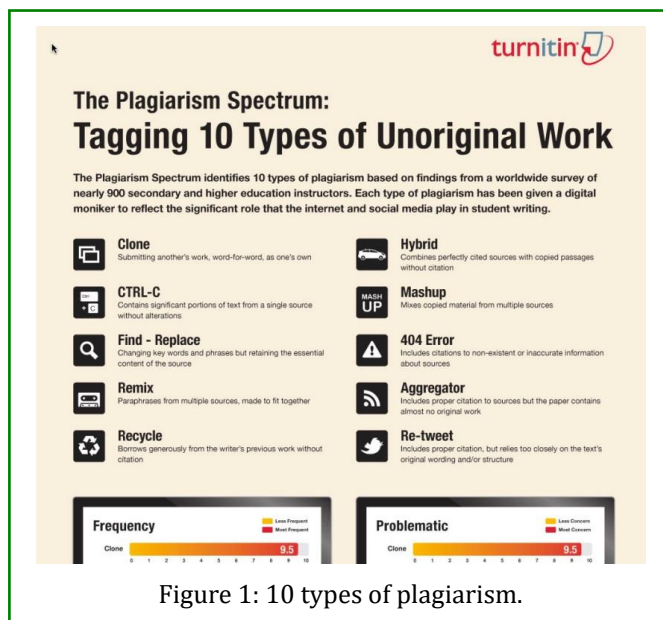 turnitin
The Plagiarism Spectrum:
Tagging 10 Types of Unoriginal Work
The Plagiarism Spectrum identifies 10 types of plagiarism based on findings from a worldwide survey of
nearly 900 secondary and higher education instructors. Each type of plagiarism has been given a digital
moniker to reflect the significant role that the internet and social media play in student writing.
Clone
Submitting another's work, word-for-word, as one's own
CTRL-C
Contains significant portions of text from a single source
without alterations
Find - Replace
Changing key words and phrases but retaining the essential
content of the source
Remix
Paraphrases from multiple sources, made to fit together
Recycle
Borrows generously from the writer's previous work without
citation
Hybrid
Combines perfectly cited sources with copied passages
without citation
MASH
UP
Mashup
Mixes copied material from multiple sources
404 Error
Includes citations to non-existent or inaccurate information
about sources
Aggregator
Includes proper citation to sources but the paper contains
almost no original work
Re-tweet
Includes proper citation, but relies too closely on the text's
original wording and/or structure
Frequency
Less Frequent
Most Frequent
Clone
9.5
0 1 2 3 4 5 6 7 8 9 10
Problematic
Less Concern
Most Concern
Clone
9.5
0 1 2 3 4 5 6 7 8 9 10
Figure 1: 10 types of plagiarism.